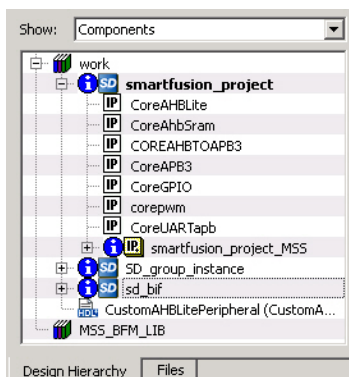 Show: Components
work
SD smartfusion_project
IP CoreAHBLite
IP CoreAhbSram
IP COREAHBTOAPB3
IP CoreAPB3
IP CoreGPIO
IP corepwm
IP CoreUARTapb
IP smartfusion_project_MSS
SD SD_group_instance
SD sd_bif
HDL CustomAHBLitePeripheral (CustomA...
MSS_BFM_LIB
Design Hierarchy Files